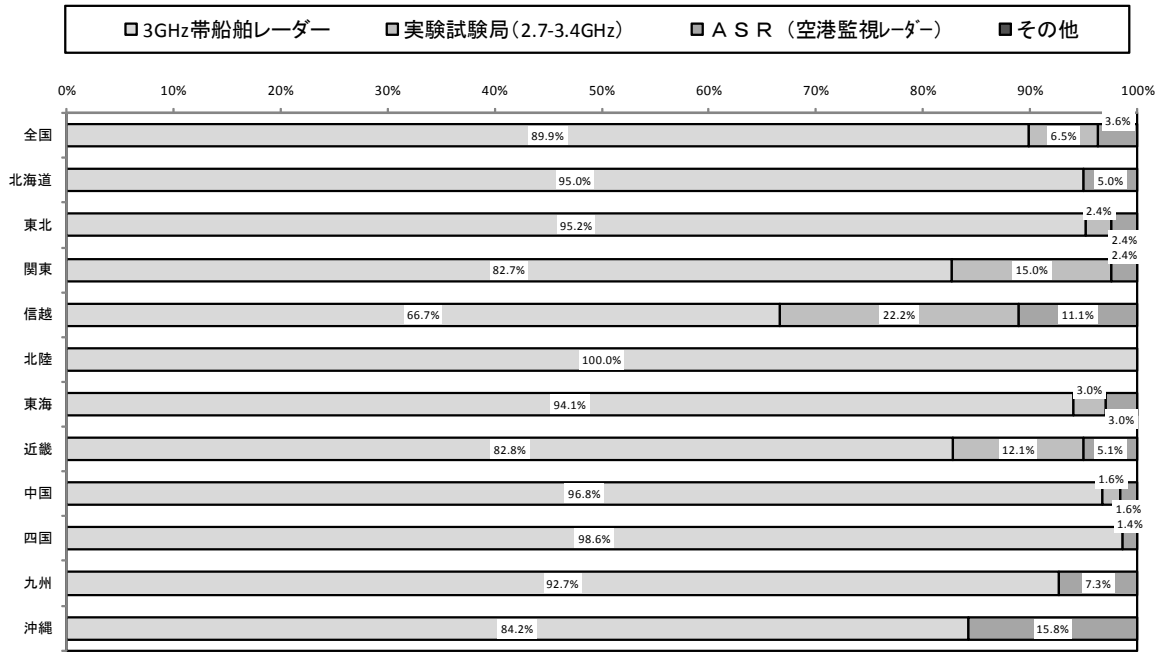 3GHz帯船舶レーダー 実験試験局(2.7-3.4GHz) ＡＳＲ（空港監視レーダー） その他
0% 10% 20% 30% 40% 50% 60% 70% 80% 90% 100%
全国 89.9% 6.5% 3.6%
北海道 95.0% 5.0%
東北 95.2% 2.4% 2.4%
関東 82.7% 15.0% 2.4%
信越 66.7% 22.2% 11.1%
北陸 100.0%
東海 94.1% 3.0% 3.0%
近畿 82.8% 12.1% 5.1%
中国 96.8% 1.6% 1.6%
四国 98.6% 1.4%
九州 92.7% 7.3%
沖縄 84.2% 15.8%